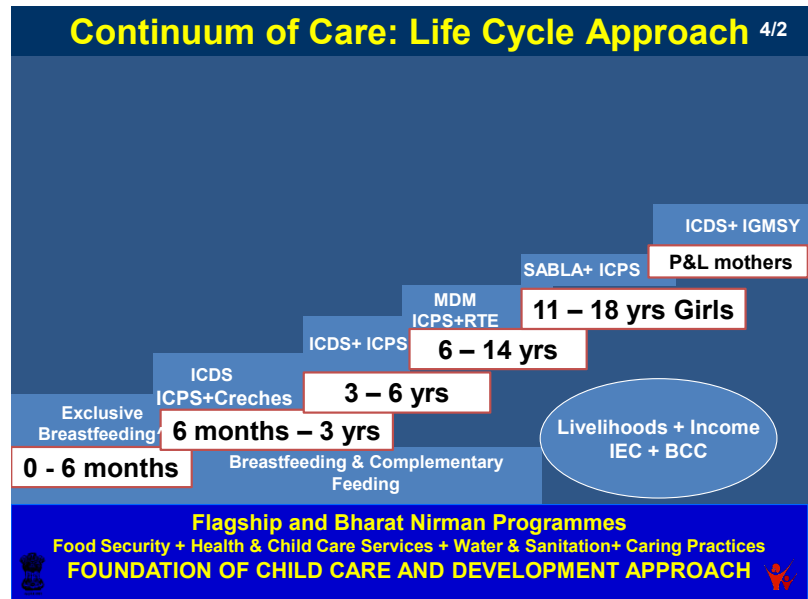 Continuum of Care: Life Cycle Approach 4/2
ICDS+ IGMSY
P&L mothers
SABLA+ ICPS
11 – 18 yrs Girls
MDM
ICPS+RTE
6 – 14 yrs
ICDS+ ICPS
3 – 6 yrs
ICDS
ICPS+Creches
6 months – 3 yrs
Exclusive
Breastfeeding^
0 - 6 months
Breastfeeding & Complementary
Feeding
Livelihoods + Income
IEC + BCC
Flagship and Bharat Nirman Programmes
Food Security + Health & Child Care Services + Water & Sanitation+ Caring Practices
FOUNDATION OF CHILD CARE AND DEVELOPMENT APPROACH